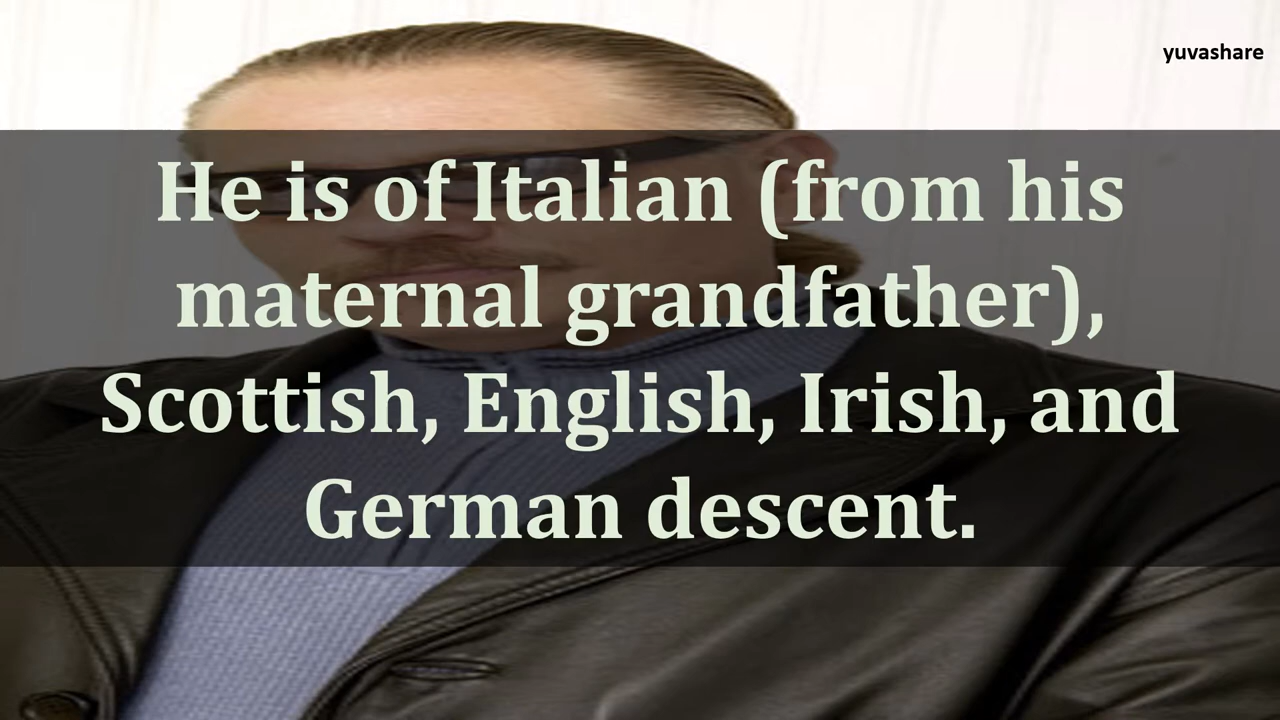 yuvashare
He is of Italian (from his
maternal grandfather),
Scottish, English, Irish, and
German descent.